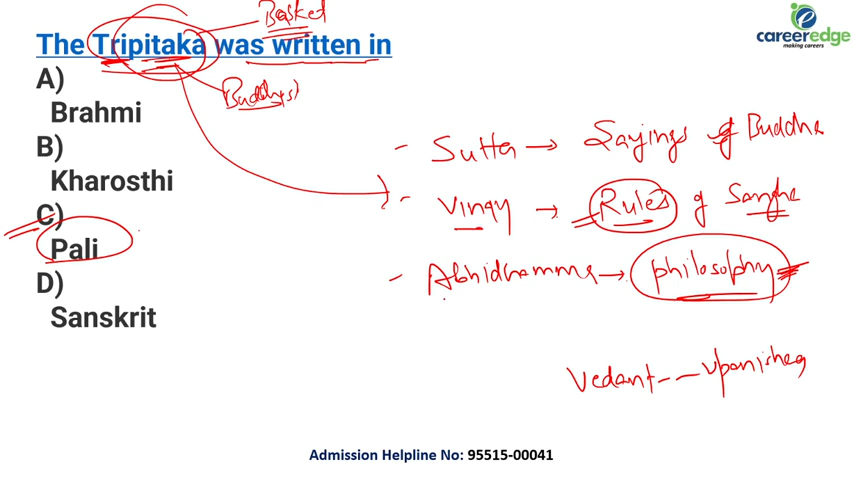 Basket
careeredge
making careers
The Tripitaka was written in
Buddhist
A)
Brahmi
B)
Kharosthi
C)
Pali
D)
Sanskrit
- Sutta → Sayings of Buddha
- Vinay → Rules of Sangha
- Abhidhamma → philosophy
Vedant -- Upanishad
Admission Helpline No: 95515-00041